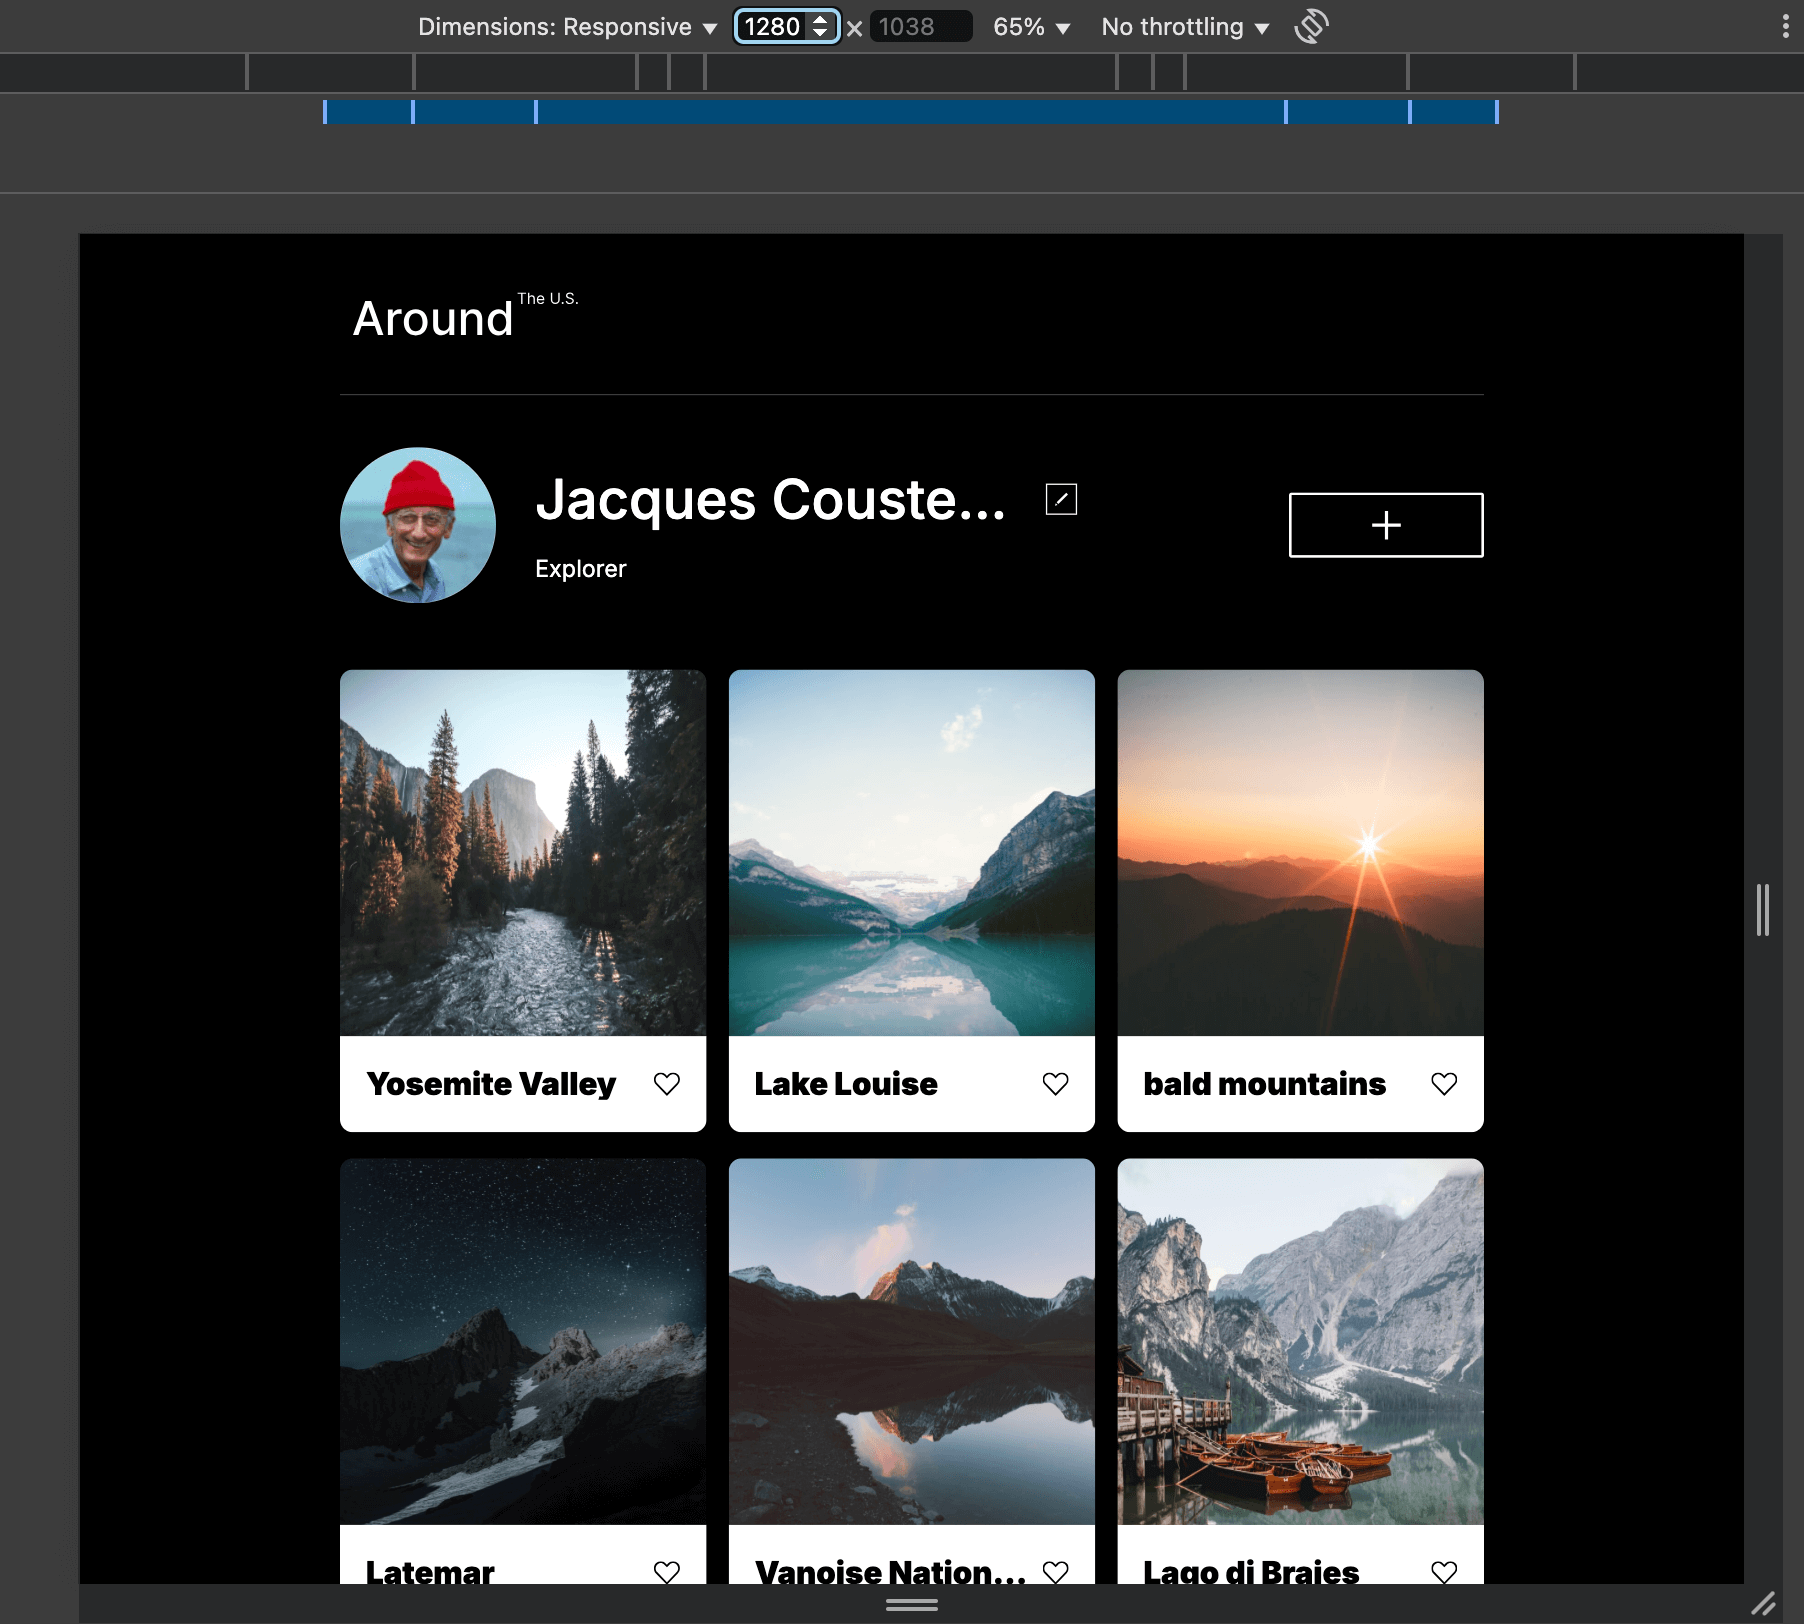 Dimensions: Responsive ▼ 1280 × 1038 65% ▼ No throttling ▼
Around The U.S.
Jacques Couste...
Explorer
Yosemite Valley
Lake Louise
bald mountains
Latemar
Vanoise Nation...
Lago di Braies